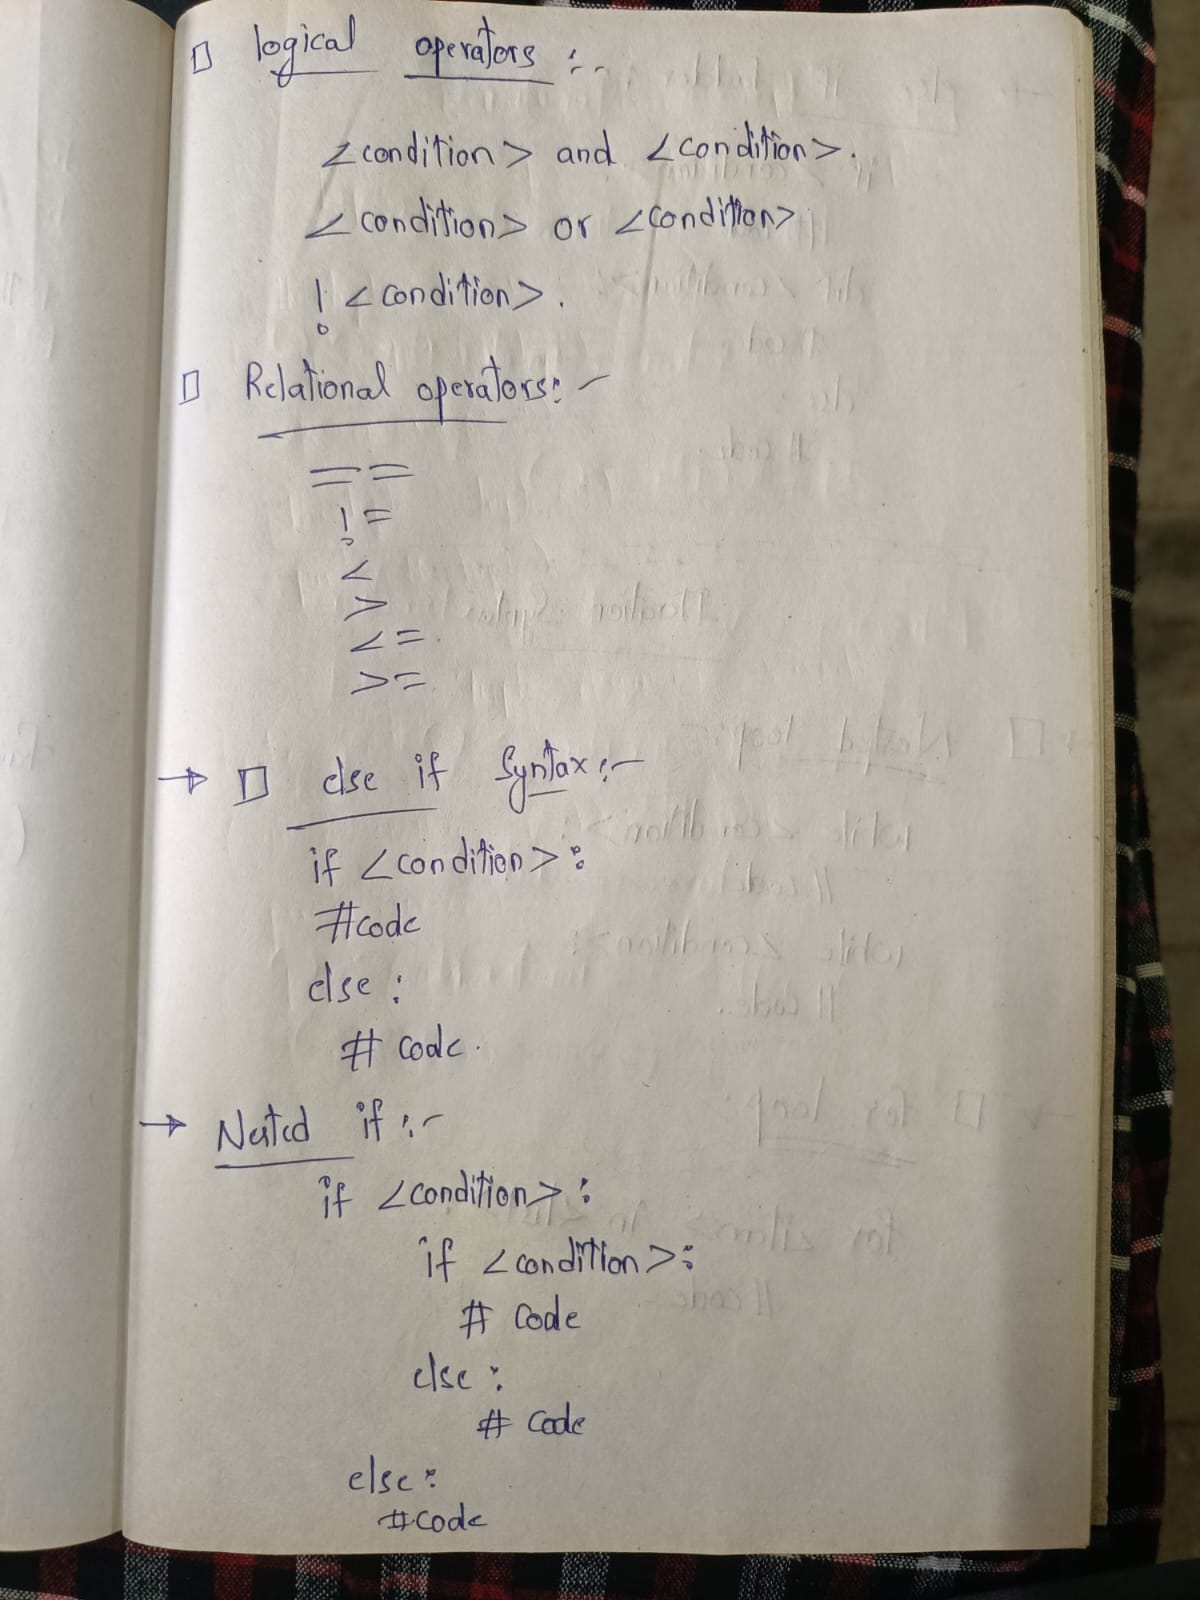 logical operators :-
<condition> and <condition>.
<condition> or <condition>
! <condition>.
Relational operators:-
==
!=
<
>
<=
>=
→ else if Syntax:-
if <condition>:
#code
else:
# code.
→ Nested if:-
if <condition>:
if <condition>:
# code
else:
# code
else:
#code